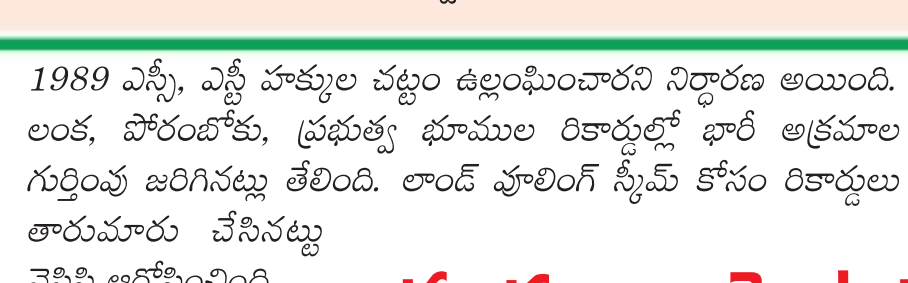 1989 ఎస్సీ, ఎస్టీ హక్కుల చట్టం ఉల్లంఘించారని నిర్ధారణ అయింది.
లంక, పోరంబోకు, ప్రభుత్వ భూముల రికార్డుల్లో భారీ అక్రమాల
గుర్తింపు జరిగినట్లు తేలింది. లాండ్ పూలింగ్ స్కీమ్ కోసం రికార్డులు
తారుమారు చేసినట్టు